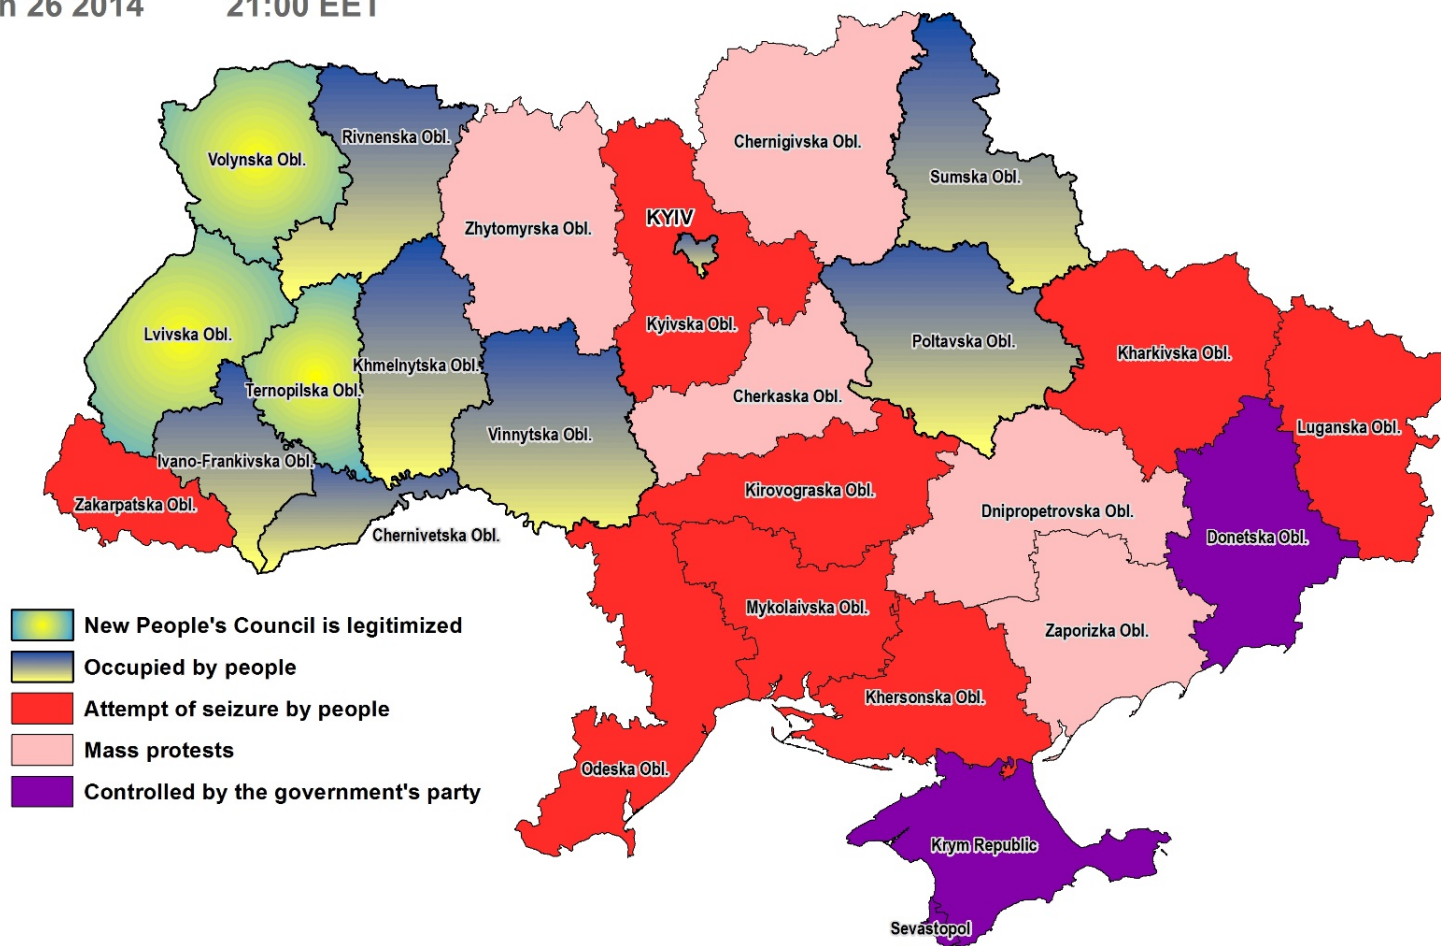 n 26 2014 21:00 EET
Volynska Obl.
Rivnenska Obl.
Zhytomyrska Obl.
KYIV
Kyivska Obl.
Chernigivska Obl.
Sumska Obl.
Lvivska Obl.
Ternopilska Obl.
Khmelnytska Obl.
Vinnytska Obl.
Cherkaska Obl.
Poltavska Obl.
Kharkivska Obl.
Luganska Obl.
Zakarpatska Obl.
Ivano-Frankivska Obl.
Chernivetska Obl.
Kirovograska Obl.
Dnipropetrovska Obl.
Donetska Obl.
Mykolaivska Obl.
Zaporizka Obl.
Khersonska Obl.
Odeska Obl.
Krym Republic
Sevastopol
New People's Council is legitimized
Occupied by people
Attempt of seizure by people
Mass protests
Controlled by the government's party